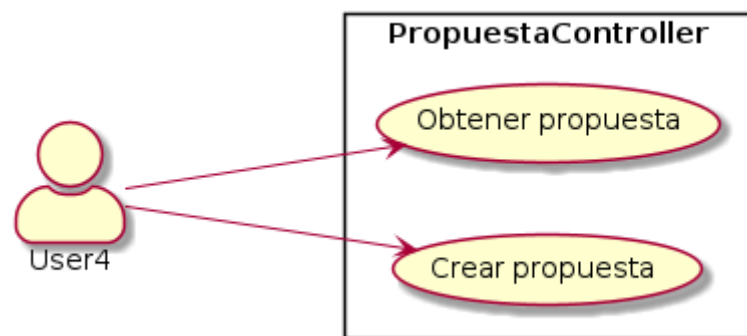 PropuestaController
Obtener propuesta
User4
Crear propuesta